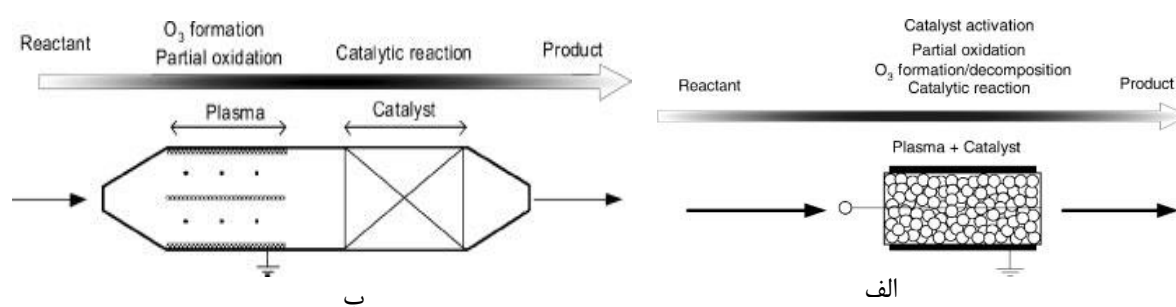 O₃ formation
Reactant
Partial oxidation
Catalytic reaction
Product
Plasma
Catalyst
ب
Catalyst activation
Partial oxidation
O₃ formation/decomposition
Catalytic reaction
Reactant
Product
Plasma + Catalyst
الف